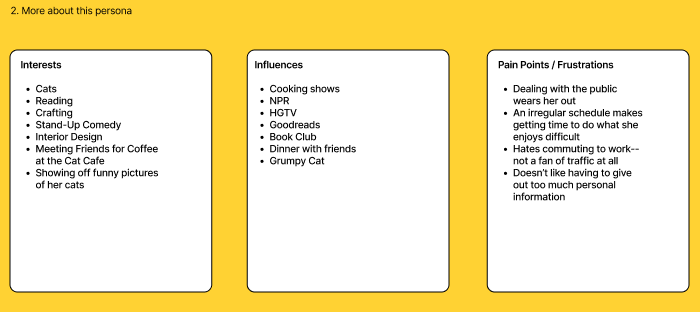 2. More about this persona
Interests
• Cats
• Reading
• Crafting
• Stand-Up Comedy
• Interior Design
• Meeting Friends for Coffee
at the Cat Cafe
• Showing off funny pictures
of her cats
Influences
• Cooking shows
• NPR
• HGTV
• Goodreads
• Book Club
• Dinner with friends
• Grumpy Cat
Pain Points / Frustrations
• Dealing with the public
wears her out
• An irregular schedule makes
getting time to do what she
enjoys difficult
• Hates commuting to work--
not a fan of traffic at all
• Doesn't like having to give
out too much personal
information